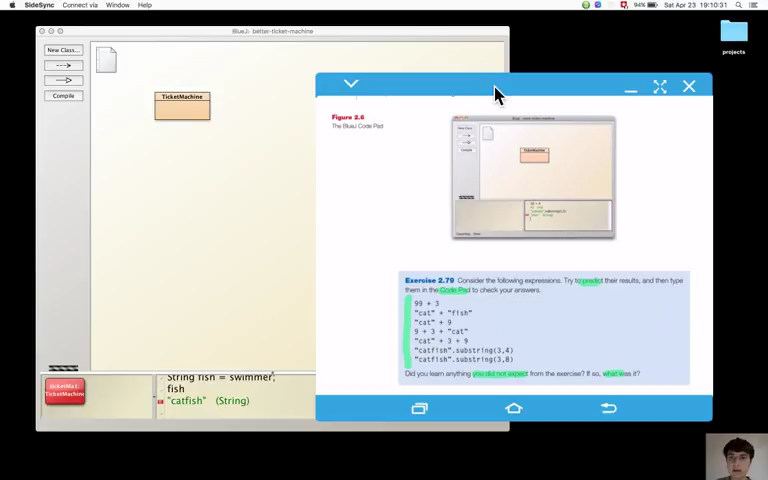 SideSync Connect via Window Help
94% Sat Apr 23 19:10:31
BlueJ: better-ticket-machine
New Class...
Compile
TicketMachine
projects
Figure 2.6
The BlueJ Code Pad
TicketMachine
Exercise 2.79 Consider the following expressions. Try to predict their results, and then type
them in the Code Pad to check your answers.
99 + 3
"cat" + "fish"
"cat" + 9
9 + 3 + "cat"
"cat" + 3 + 9
"catfish".substring(3,4)
"catfish".substring(3,8)
Did you learn anything you did not expect from the exercise? If so, what was it?
ticketMa1:
TicketMachin
String fish = swimmer;
fish
"catfish" (String)